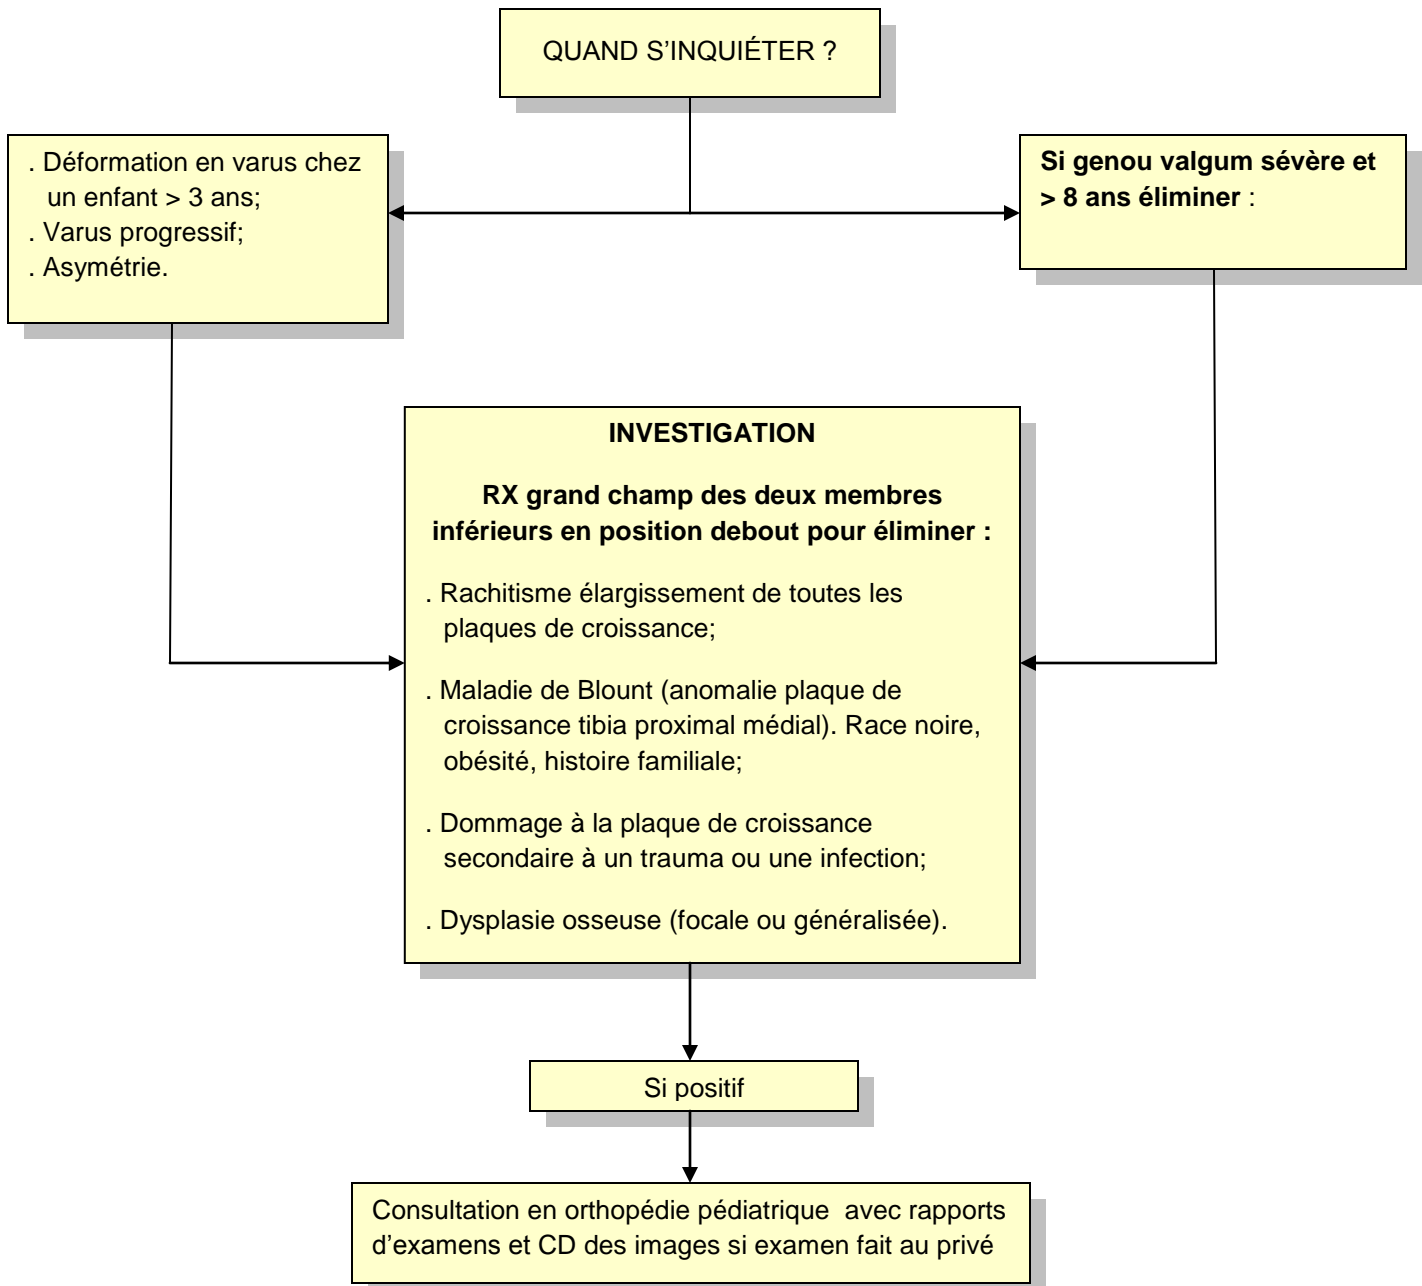 QUAND S'INQUIÉTER ?
. Déformation en varus chez
un enfant > 3 ans;
. Varus progressif;
. Asymétrie.
Si genou valgum sévère et
> 8 ans éliminer :
INVESTIGATION
RX grand champ des deux membres
inférieurs en position debout pour éliminer :
. Rachitisme élargissement de toutes les
plaques de croissance;
. Maladie de Blount (anomalie plaque de
croissance tibia proximal médial). Race noire,
obésité, histoire familiale;
. Dommage à la plaque de croissance
secondaire à un trauma ou une infection;
. Dysplasie osseuse (focale ou généralisée).
Si positif
Consultation en orthopédie pédiatrique  avec rapports
d'examens et CD des images si examen fait au privé